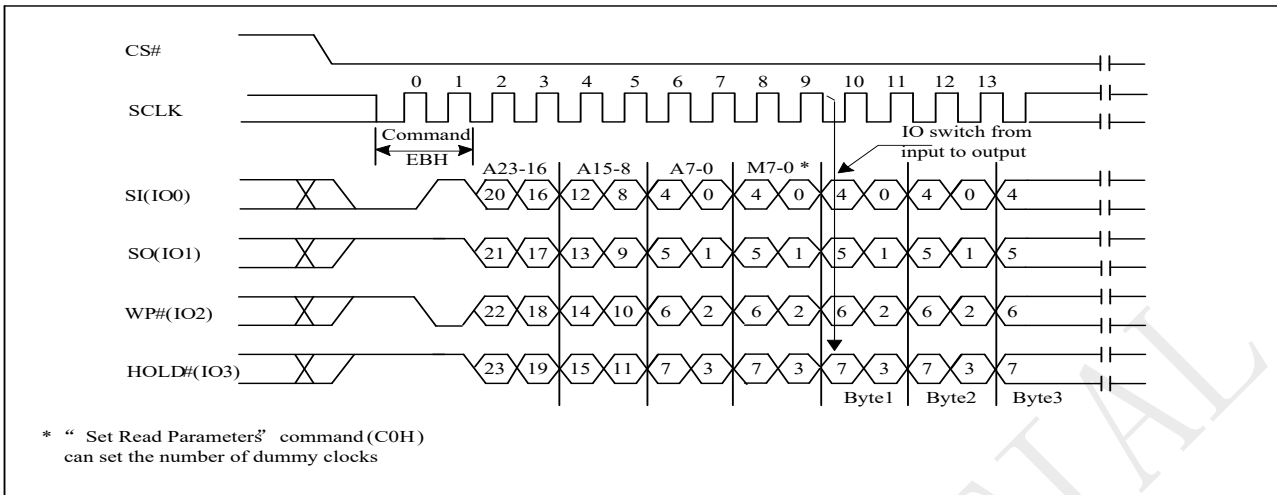 CS#
0 1 2 3 4 5 6 7 8 9 10 11 12 13
SCLK
Command
EBH
IO switch from
input to output
A23-16 A15-8 A7-0 M7-0 *
SI(IO0) 20 16 12 8 4 0 4 0 4 0 4 0 4
SO(IO1) 21 17 13 9 5 1 5 1 5 1 5 1 5
WP#(IO2) 22 18 14 10 6 2 6 2 6 2 6 2 6
HOLD#(IO3) 23 19 15 11 7 3 7 3 7 3 7 3 7
Byte1 Byte2 Byte3
* “ Set Read Parameters” command (C0H)
can set the number of dummy clocks